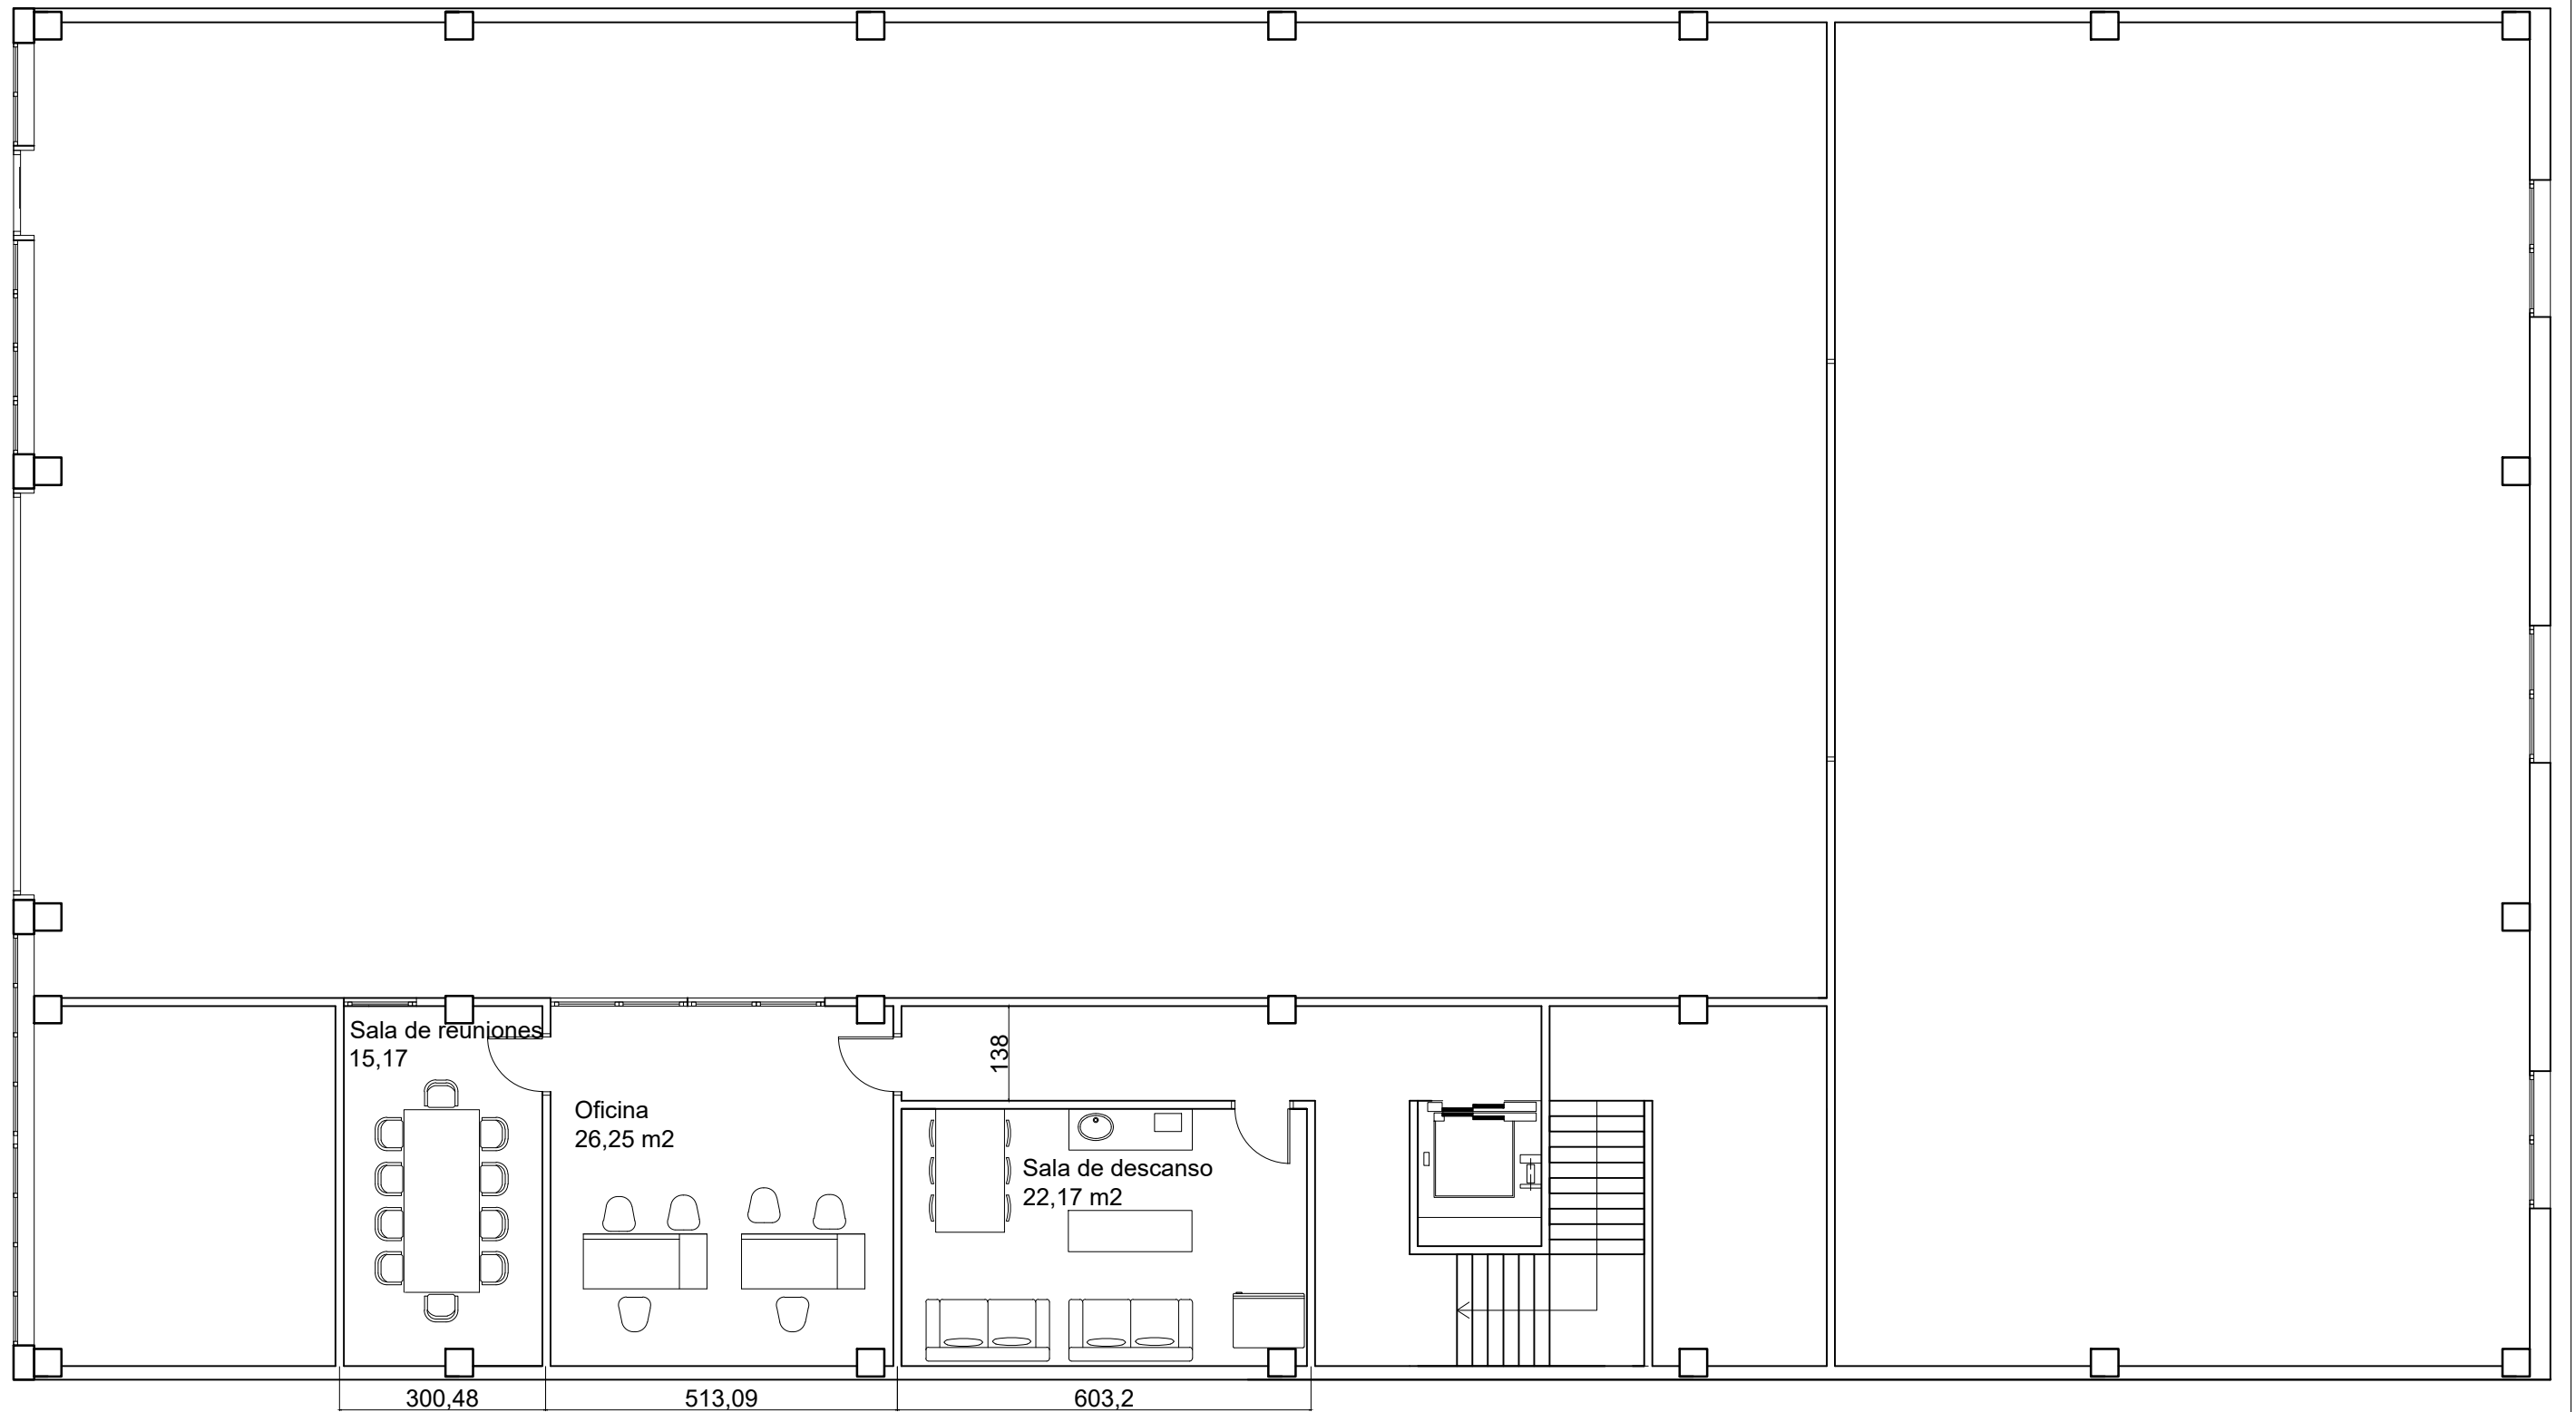 Sala de reuniones
15,17
138
Oficina
26,25 m2
Sala de descanso
22,17 m2
300,48
513,09
603,2